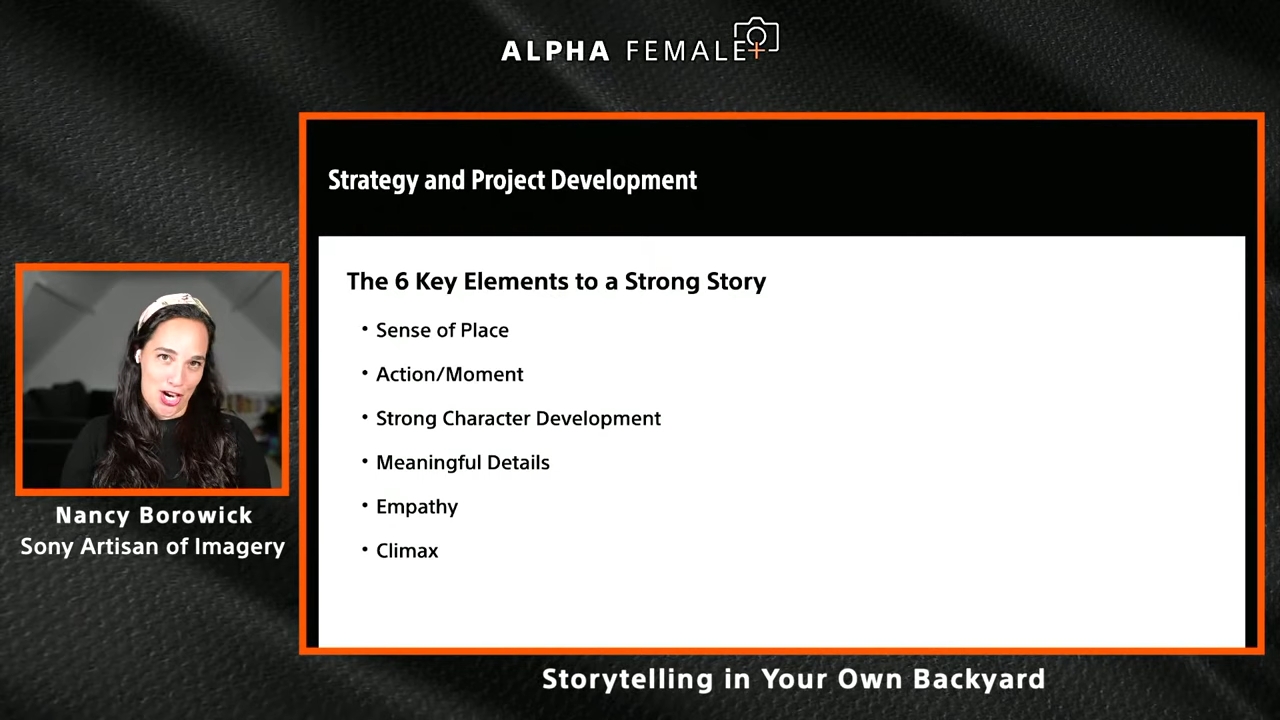 ALPHA FEMALE
Strategy and Project Development
The 6 Key Elements to a Strong Story
• Sense of Place
• Action/Moment
• Strong Character Development
• Meaningful Details
• Empathy
• Climax
Nancy Borowick
Sony Artisan of Imagery
Storytelling in Your Own Backyard